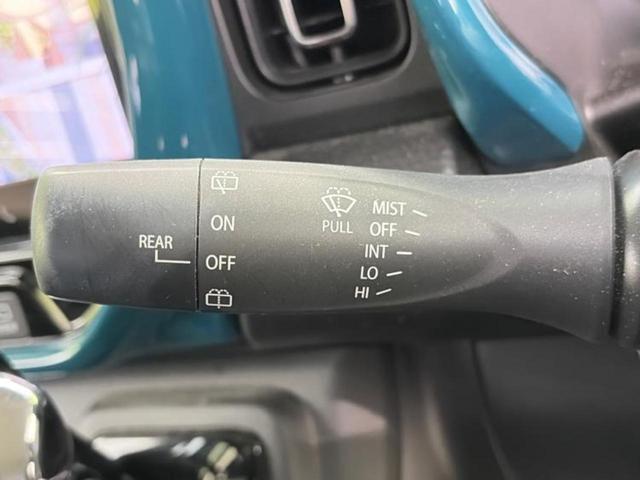 REAR
ON
OFF
PULL
MIST
OFF
INT
LO
HI